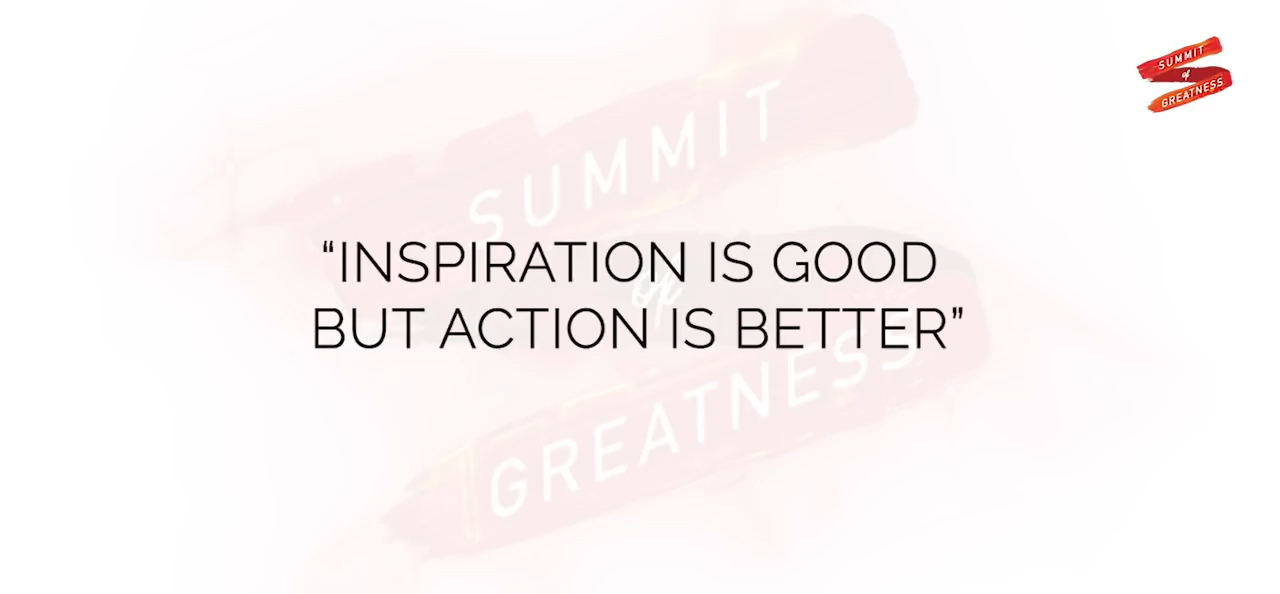 SUMMIT
of
GREATNESS
SUMMIT
“INSPIRATION IS GOOD
of
BUT ACTION IS BETTER”
GREATNESS